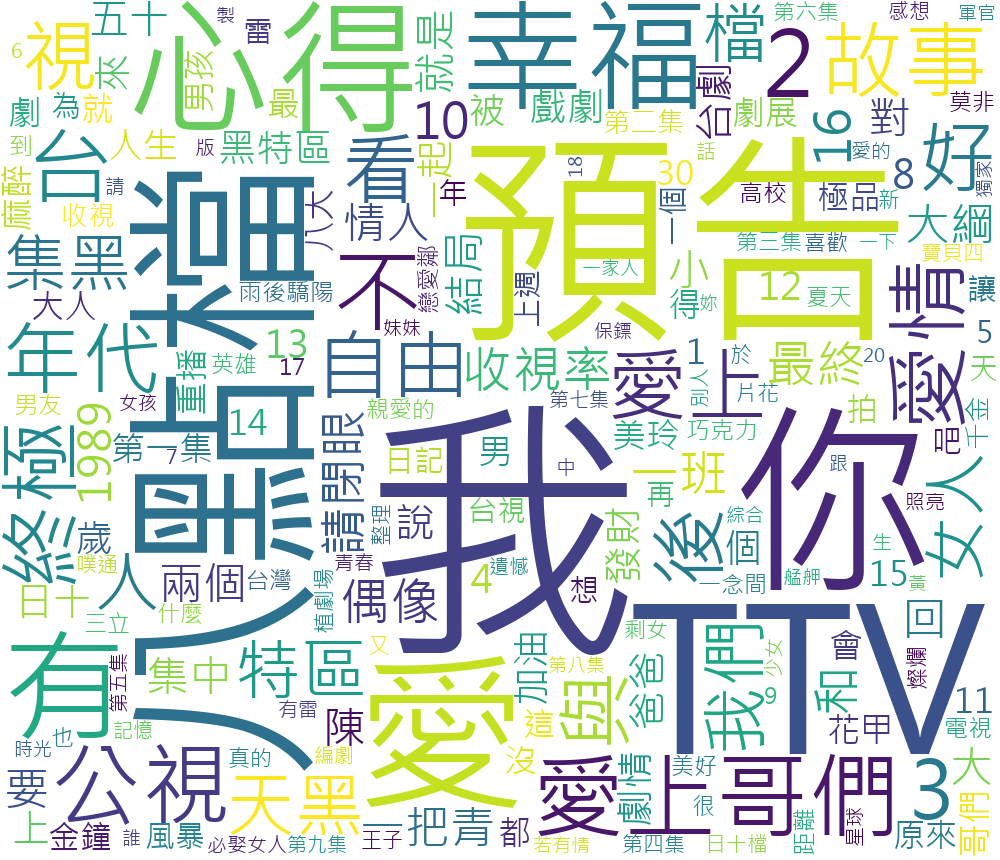 五十
製
雷
心得
就是
幸福
檔
第六集
2
感想
軍官
故事
6
視
來
男孩
台劇
莫非
劇
為
就
最
10
被
戲劇
第二集
劇展
16
對
到
台
人生
版
黑特區
看
一起
預告
18
話
愛的
好
獨家
麻醉
請
八大
年
30
一個
高校
極品
8
新
收視
檔
情人
戀愛鄰
結局
第三集
喜歡
一下
大綱
集黑
大人
雨後驕陽
不
上週
一家人
小
得
妳
12
夏天
寶貝四
讓
愛情
年代
重播
英雄
13
17
妹妹
自由
收視率
保鏢
愛上
1
於
最終
20
5
天
男友
女孩
親愛的
第七集
片花
別人
千金
極
1989
第一集
7
14
點
請閉眼
日記
我
男
中
美玲
巧克力
你
拍
吧
女人
一班
再
跟
照亮
終
歲
整理
說
台視
發財
後
個
綜合
人
兩個
台灣
青春
4
遺憾
想
一念間
艋舺
15
生
黃
日十
噗通
什麼
植劇場
偶像
三立
八
TTV
回
有
第五集
集中
特區
愛
又
加油
剩女
第八集
與
爸爸
我們
少女
9
和
會
燦爛
11
記憶
有雷
陳
這
花甲
電視
時光
也
真的
編劇
沒
要
公視
天黑
愛上哥們
劇情
美好
很
3
大
哥們
上
金鐘
誰
風暴
必娶女人
第九集
王子
一把青
都
若有情
第四集
日十檔
距離
星球
原來